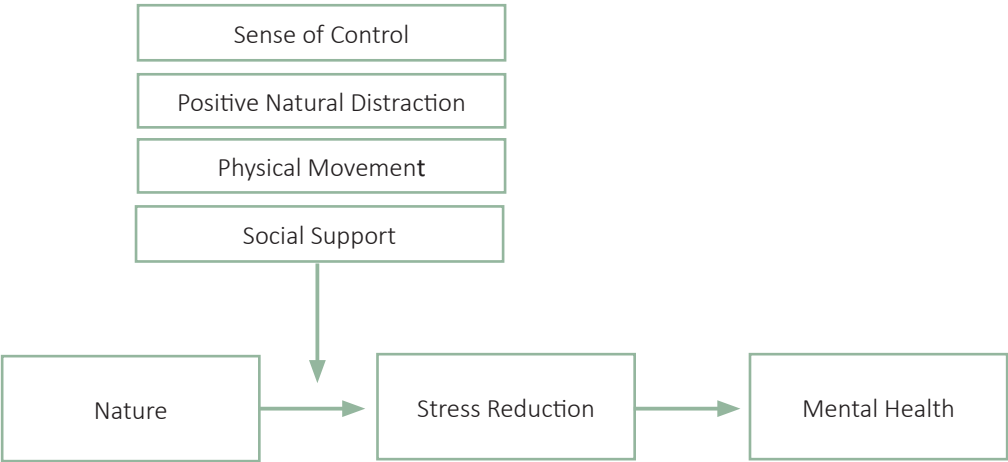 Sense of Control
Positive Natural Distraction
Physical Movement
Social Support
Nature
Stress Reduction
Mental Health